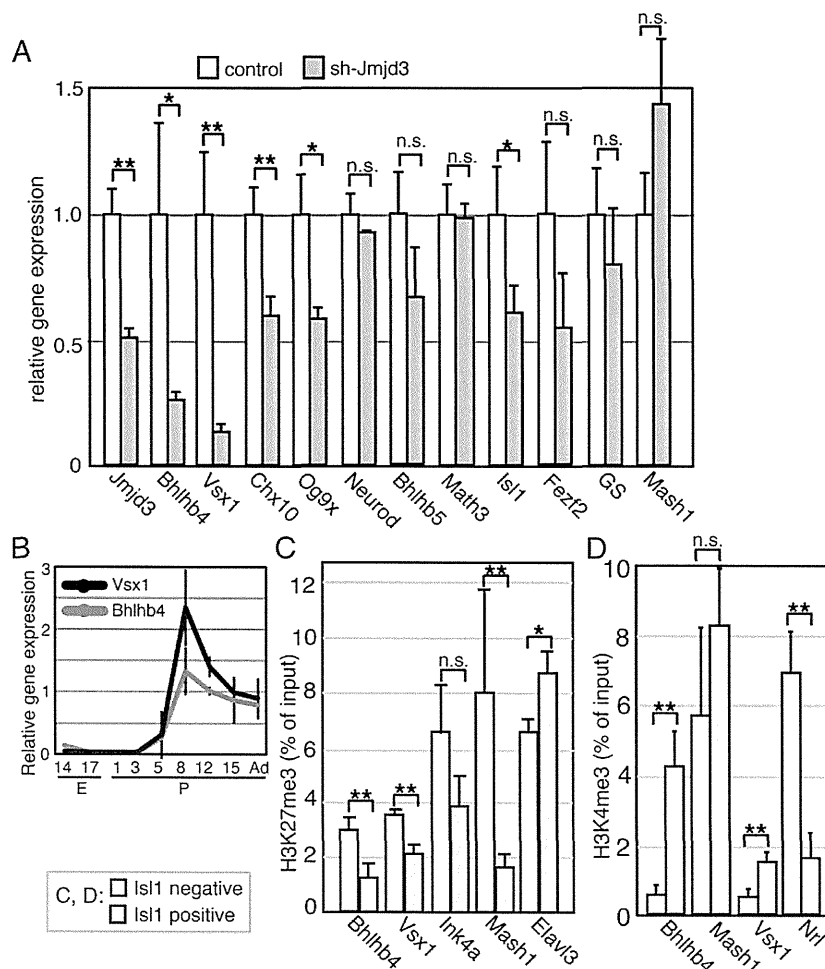 A
control sh-Jmjd3
n.s.
** * ** ** * n.s. n.s. n.s. * n.s. n.s.
relative gene expression
1.5
1.0
0.5
0
Jmjd3 Bhlhb4 Vsx1 Chx10 Og9x Neurod Bhlhb5 Math3 Isl1 Fezf2 GS Mash1
B
Relative gene expression
3
2
1
0
Vsx1
Bhlhb4
14 17 1 3 5 8 12 15 Ad
E P
C
H3K27me3 (% of input)
12
10
8
6
4
2
0
** ** n.s. ** *
Bhlhb4 Vsx1 Ink4a Mash1 Elavl3
D
H3K4me3 (% of input)
10
8
6
4
2
0
** n.s. ** **
Bhlhb4 Mash1 Vsx1 Nrl
C, D: Isl1 negative
Isl1 positive